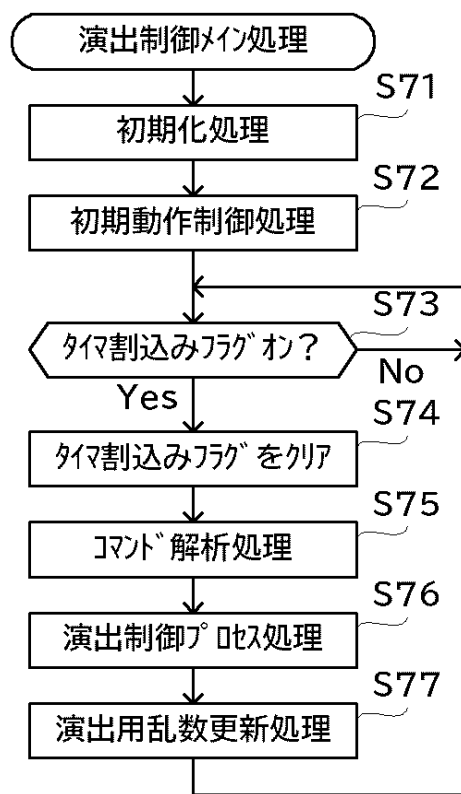 演出制御ﾒｲﾝ処理
S71
初期化処理
S72
初期動作制御処理
S73
ﾀｲﾏ割込みﾌﾗｸﾞｵﾝ？
No
Yes
S74
ﾀｲﾏ割込みﾌﾗｸﾞをｸﾘｱ
S75
ｺﾏﾝﾄﾞ解析処理
S76
演出制御ﾌﾟﾛｾｽ処理
S77
演出用乱数更新処理